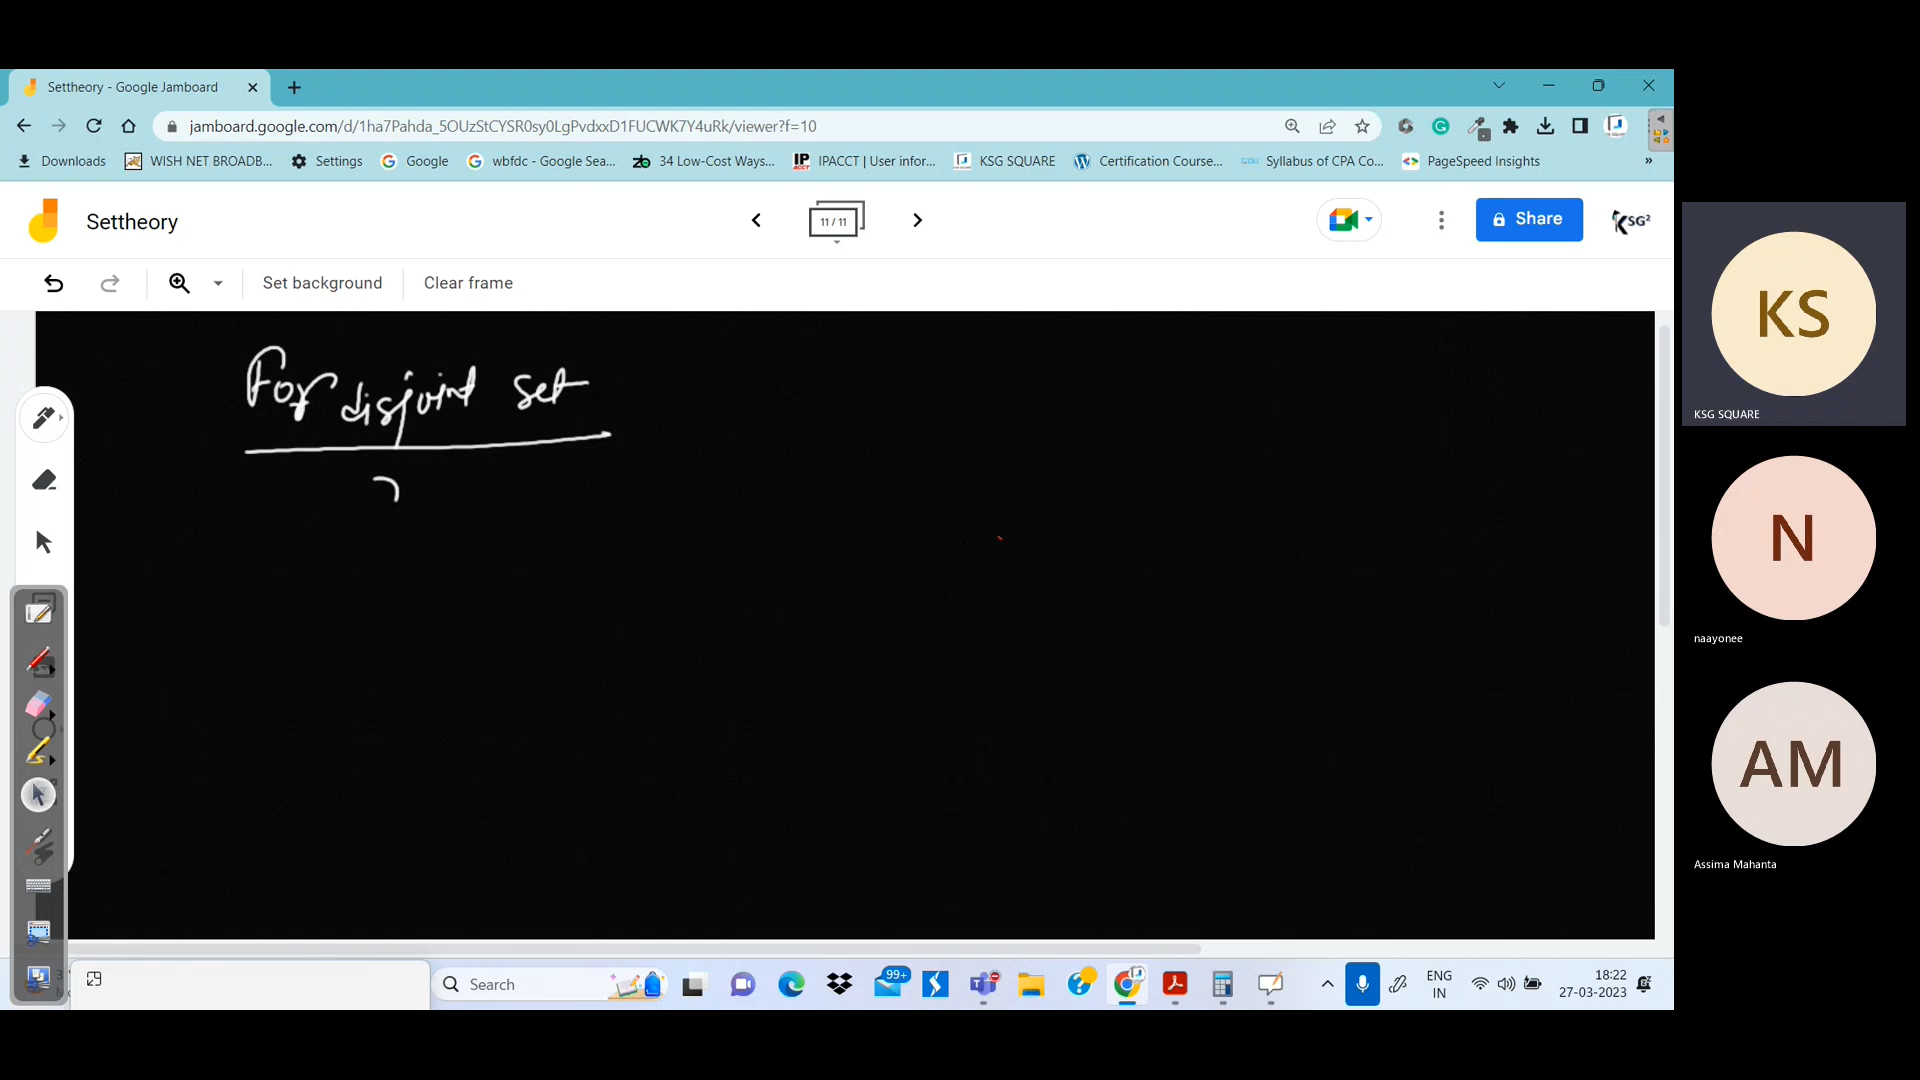 Settheory - Google Jamboard
jamboard.google.com/d/1ha7Pahda_5OUzStCYSR0sy0LgPvdxxD1FUCWK7Y4uRk/viewer?f=10
Downloads WISH NET BROADB... Settings Google wbfdc - Google Sea... 34 Low-Cost Ways... IPACCT | User infor... KSG SQUARE Certification Course... Syllabus of CPA Co... PageSpeed Insights »
Settheory 11 / 11 Share KSG²
Set background Clear frame
For disjoint set
KS
KSG SQUARE
N
naayonee
AM
Assima Mahanta
Search 99+ ENG 18:22
IN 27-03-2023